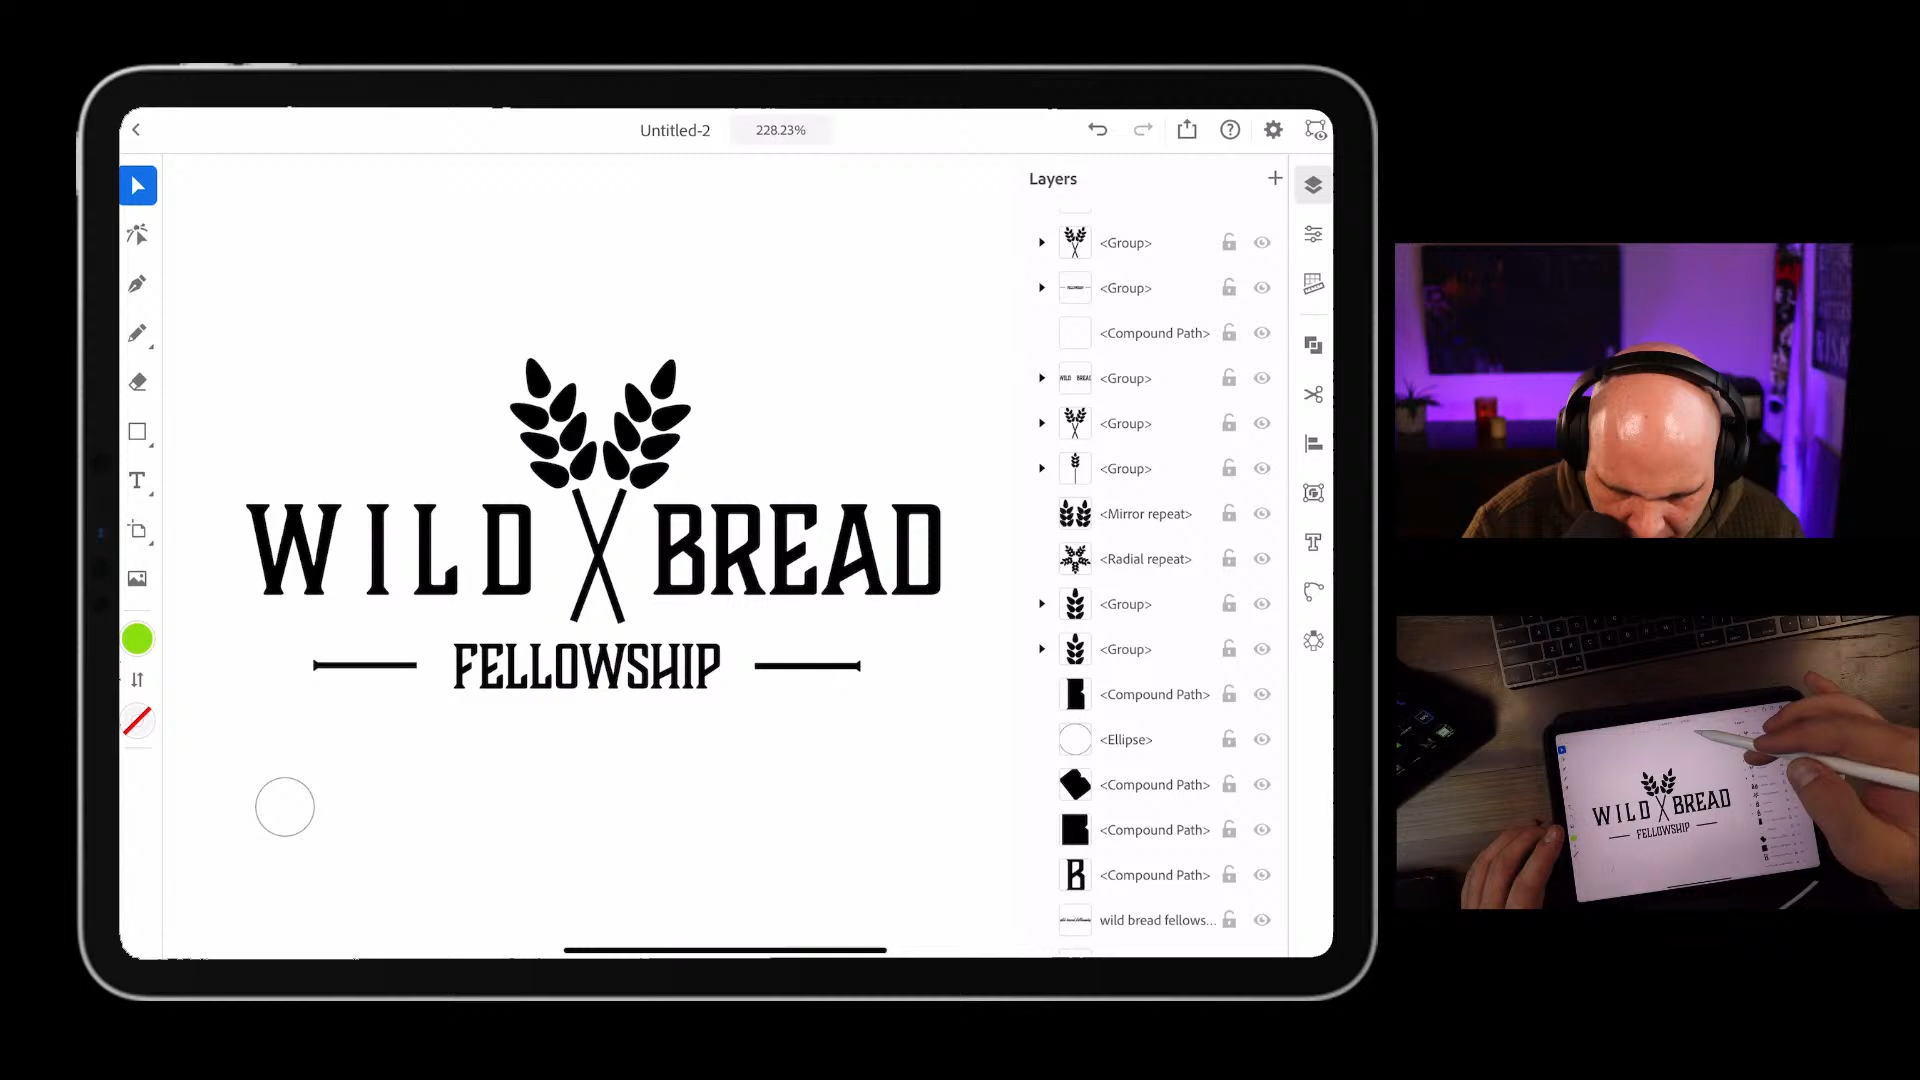 Untitled-2
228.23%
Layers
<Group>
<Group>
<Compound Path>
<Group>
<Group>
<Group>
<Mirror repeat>
<Radial repeat>
<Group>
<Group>
<Compound Path>
<Ellipse>
<Compound Path>
<Compound Path>
<Compound Path>
wild bread fellows...
WILD BREAD
FELLOWSHIP
WILD BREAD
FELLOWSHIP